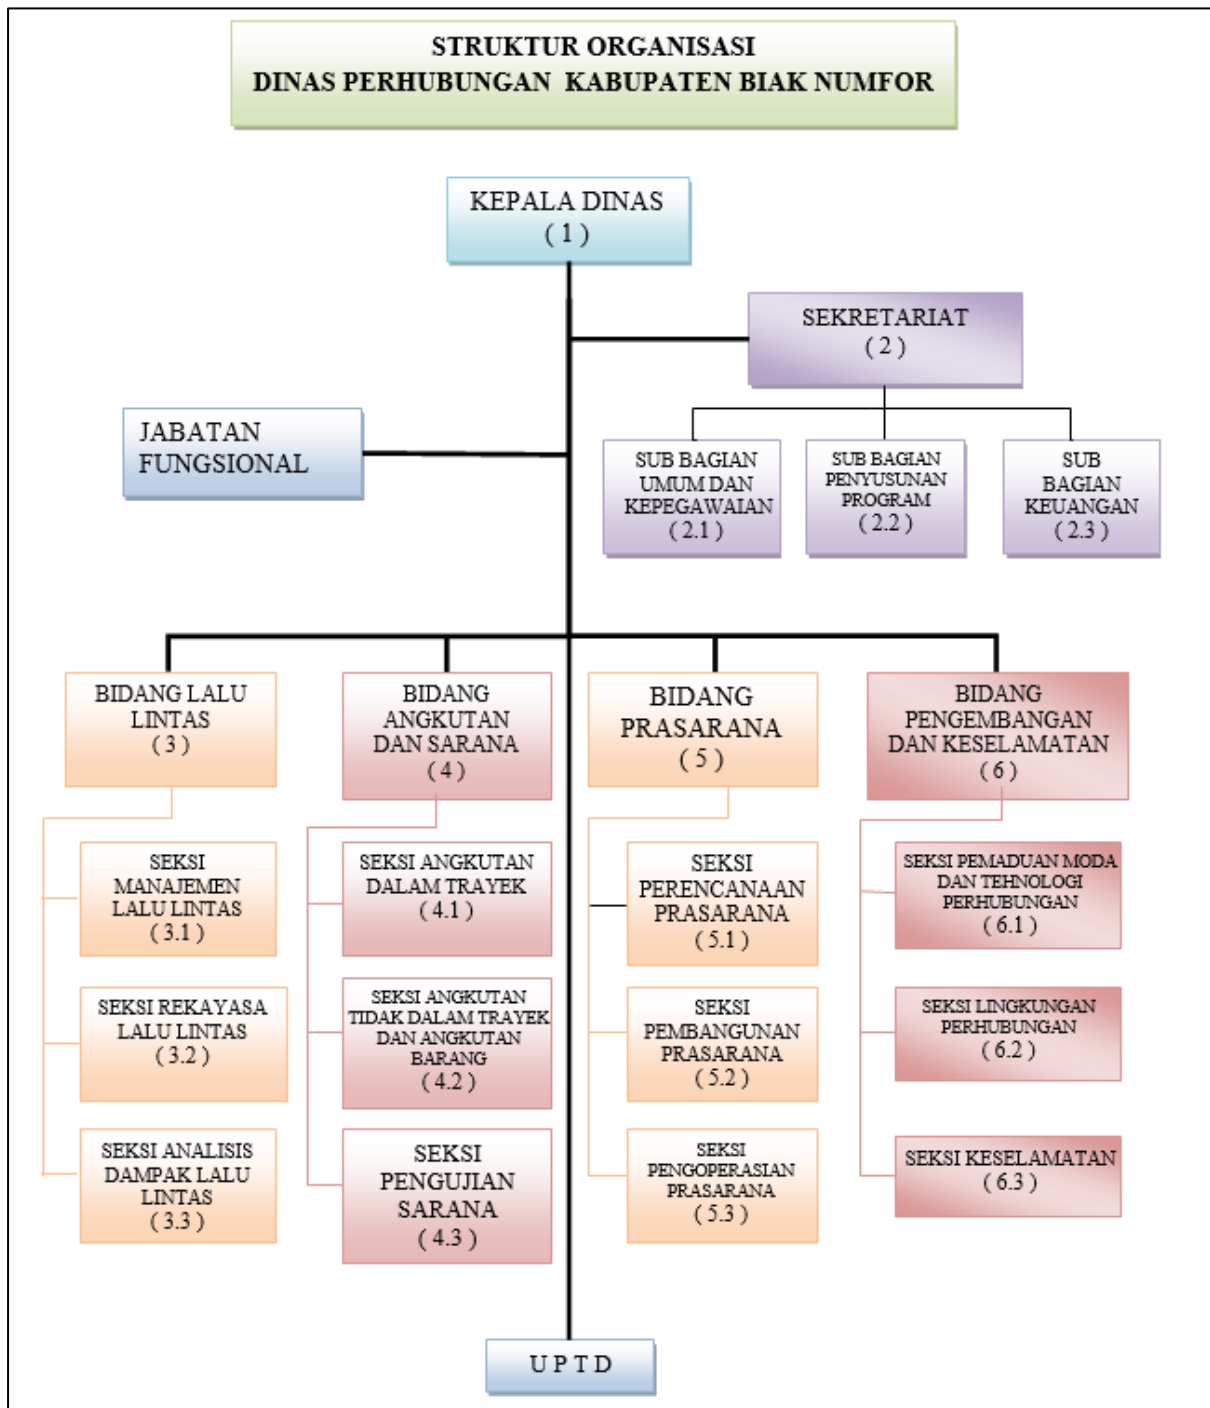 STRUKTUR ORGANISASI
DINAS PERHUBUNGAN KABUPATEN BIAK NUMFOR
KEPALA DINAS
( 1 )
SEKRETARIAT
( 2 )
JABATAN
FUNGSIONAL
SUB BAGIAN
UMUM DAN
KEPEGAWAIAN
( 2.1 )
SUB BAGIAN
PENYUSUNAN
PROGRAM
( 2.2 )
SUB
BAGIAN
KEUANGAN
( 2.3 )
BIDANG LALU
LINTAS
( 3 )
BIDANG
ANGKUTAN
DAN SARANA
( 4 )
BIDANG
PRASARANA
( 5 )
BIDANG
PENGEMBANGAN
DAN KESELAMATAN
( 6 )
SEKSI
MANAJEMEN
LALU LINTAS
( 3.1 )
SEKSI REKAYASA
LALU LINTAS
( 3.2 )
SEKSI ANALISIS
DAMPAK LALU
LINTAS
( 3.3 )
SEKSI ANGKUTAN
DALAM TRAYEK
( 4.1 )
SEKSI ANGKUTAN
TIDAK DALAM TRAYEK
DAN ANGKUTAN
BARANG
( 4.2 )
SEKSI
PENGUJIAN
SARANA
( 4.3 )
SEKSI
PERENCANAAN
PRASARANA
( 5.1 )
SEKSI
PEMBANGUNAN
PRASARANA
( 5.2 )
SEKSI
PENGOPERASIAN
PRASARANA
( 5.3 )
SEKSI PEMADUAN MODA
DAN TEHNOLOGI
PERHUBUNGAN
( 6.1 )
SEKSI LINGKUNGAN
PERHUBUNGAN
( 6.2 )
SEKSI KESELAMATAN
( 6.3 )
U P T D